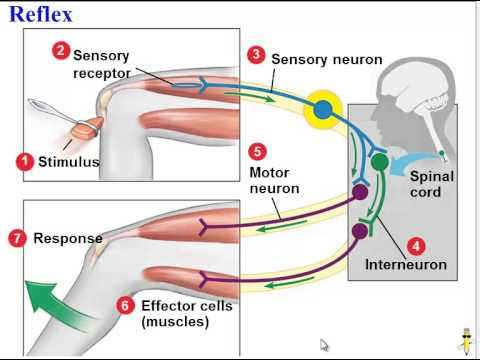 Reflex
2 Sensory
receptor
3 Sensory neuron
1 Stimulus
5
Motor
neuron
Spinal
cord
4
Interneuron
7 Response
6 Effector cells
(muscles)